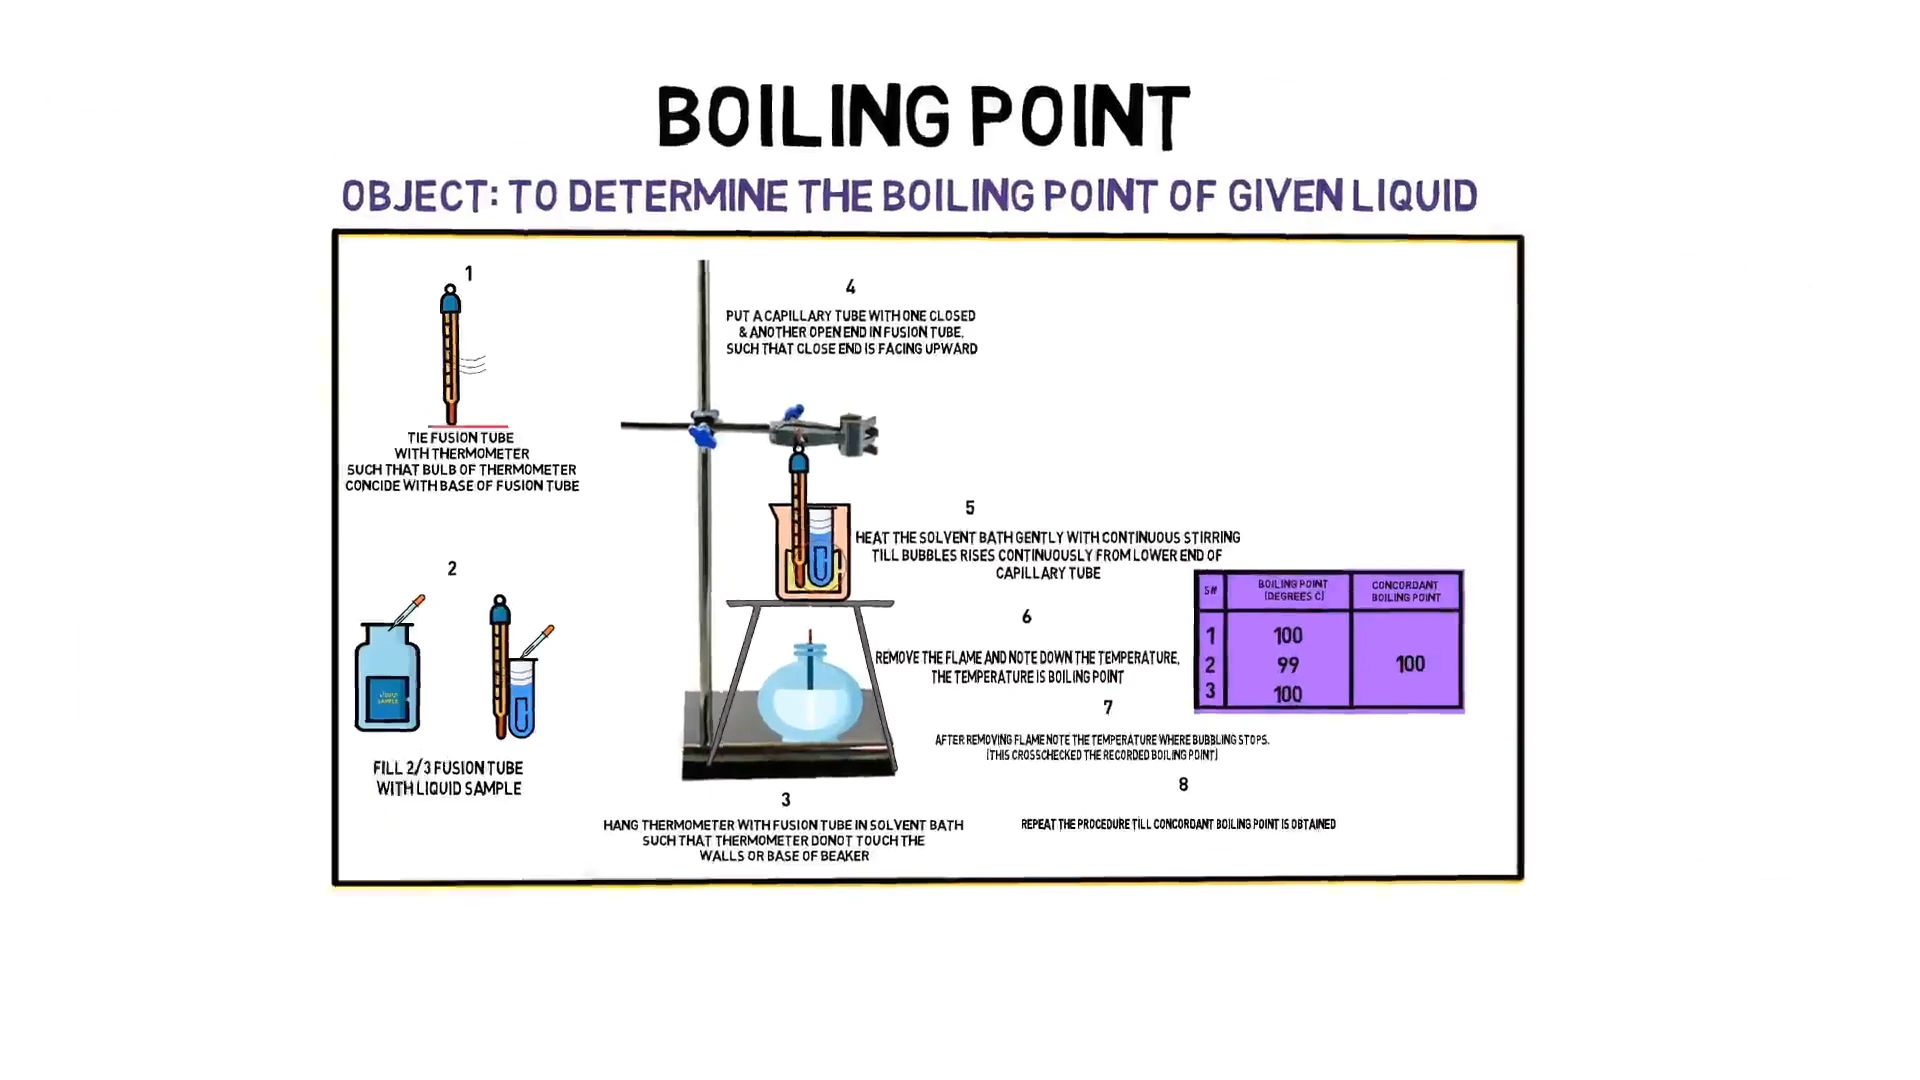 BOILING POINT
OBJECT: TO DETERMINE THE BOILING POINT OF GIVEN LIQUID
1
TIE FUSION TUBE
WITH THERMOMETER
SUCH THAT BULB OF THERMOMETER
CONCIDE WITH BASE OF FUSION TUBE
2
LIQUID
SAMPLE
FILL 2/3 FUSION TUBE
WITH LIQUID SAMPLE
3
HANG THERMOMETER WITH FUSION TUBE IN SOLVENT BATH
SUCH THAT THERMOMETER DONOT TOUCH THE
WALLS OR BASE OF BEAKER
4
PUT A CAPILLARY TUBE WITH ONE CLOSED
& ANOTHER OPEN END IN FUSION TUBE,
SUCH THAT CLOSE END IS FACING UPWARD
5
HEAT THE SOLVENT BATH GENTLY WITH CONTINUOUS STIRRING
TILL BUBBLES RISES CONTINUOUSLY FROM LOWER END OF
CAPILLARY TUBE
6
REMOVE THE FLAME AND NOTE DOWN THE TEMPERATURE,
THE TEMPERATURE IS BOILING POINT
7
AFTER REMOVING FLAME NOTE THE TEMPERATURE WHERE BUBBLING STOPS.
(THIS CROSSCHECKED THE RECORDED BOILING POINT)
8
REPEAT THE PROCEDURE TILL CONCORDANT BOILING POINT IS OBTAINED
S# BOILING POINT (DEGREES C) CONCORDANT BOILING POINT
1 100
2 99 100
3 100